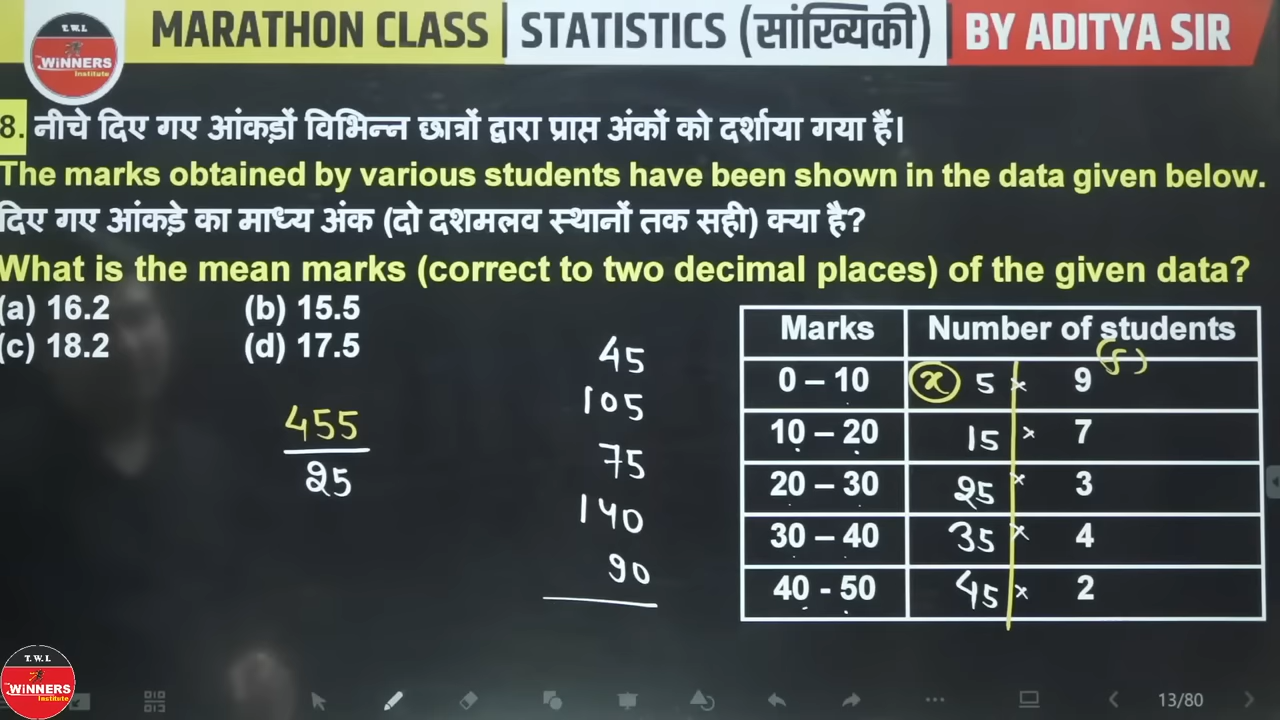 MARATHON CLASS | STATISTICS (सांख्यिकी) BY ADITYA SIR
T.W.I.
WiNNERS
Institute
8. नीचे दिए गए आंकड़ों विभिन्न छात्रों द्वारा प्राप्त अंकों को दर्शाया गया हैं।
The marks obtained by various students have been shown in the data given below.
दिए गए आंकड़े का माध्य अंक (दो दशमलव स्थानों तक सही) क्या है?
What is the mean marks (correct to two decimal places) of the given data?
(a) 16.2 (b) 15.5
(c) 18.2 (d) 17.5
455
25
45
105
75
140
90
Marks Number of students
(f)
0 – 10 x 5 × 9
10 – 20 15 × 7
20 – 30 25 × 3
30 – 40 35 × 4
40 - 50 45 × 2
T.W.I.
WiNNERS
Institute
13/80